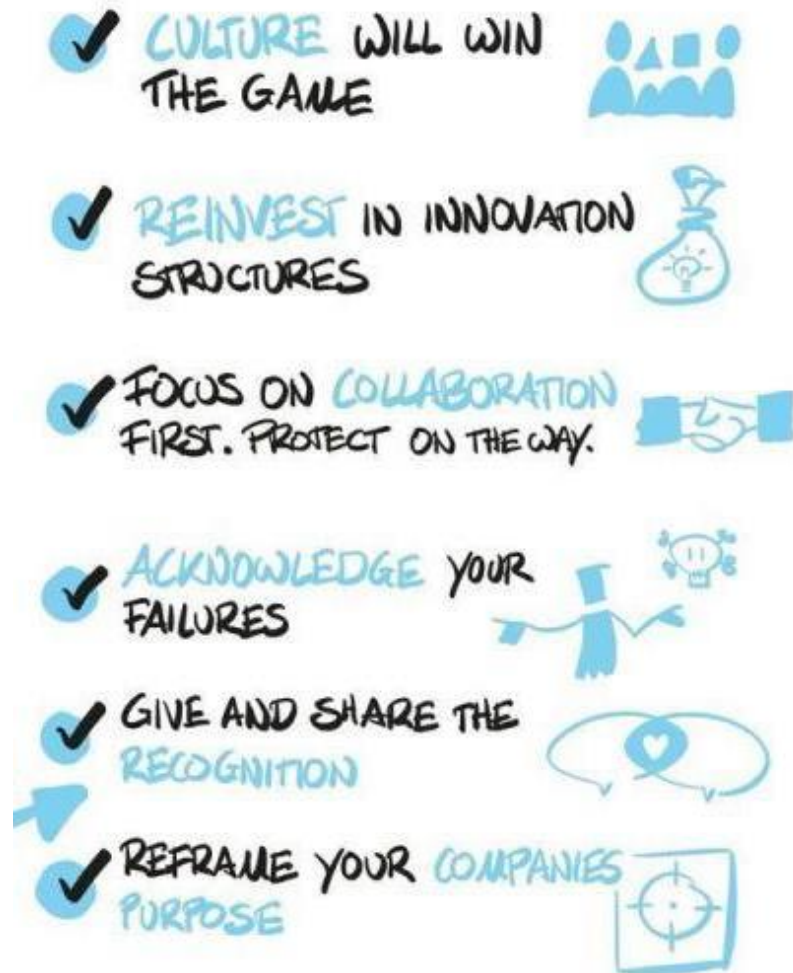 CULTURE WILL WIN
THE GAME
REINVEST IN INNOVATION
STRUCTURES
FOCUS ON COLLABORATION
FIRST. PROTECT ON THE WAY.
ACKNOWLEDGE YOUR
FAILURES
GIVE AND SHARE THE
RECOGNITION
REFRAME YOUR COMPANIES
PURPOSE